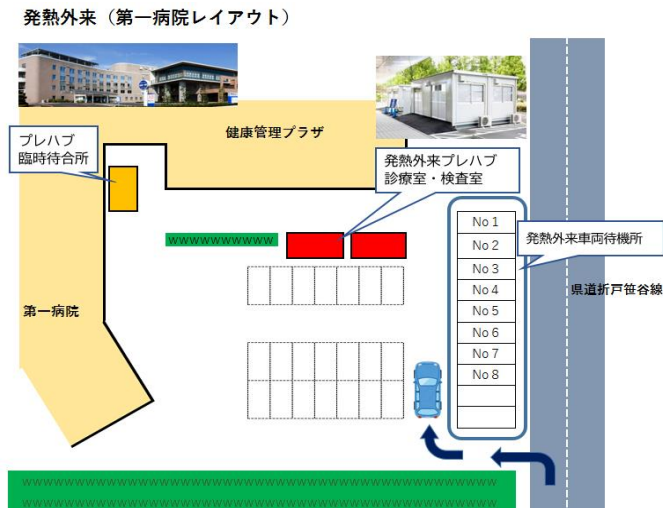 発熱外来（第一病院レイアウト）
健康管理プラザ
プレハブ
臨時待合所
発熱外来プレハブ
診療室・検査室
wwwwwwwwww
No 1
No 2
No 3
No 4
No 5
No 6
No 7
No 8
発熱外来車両待機所
県道折戸笹谷線
第一病院